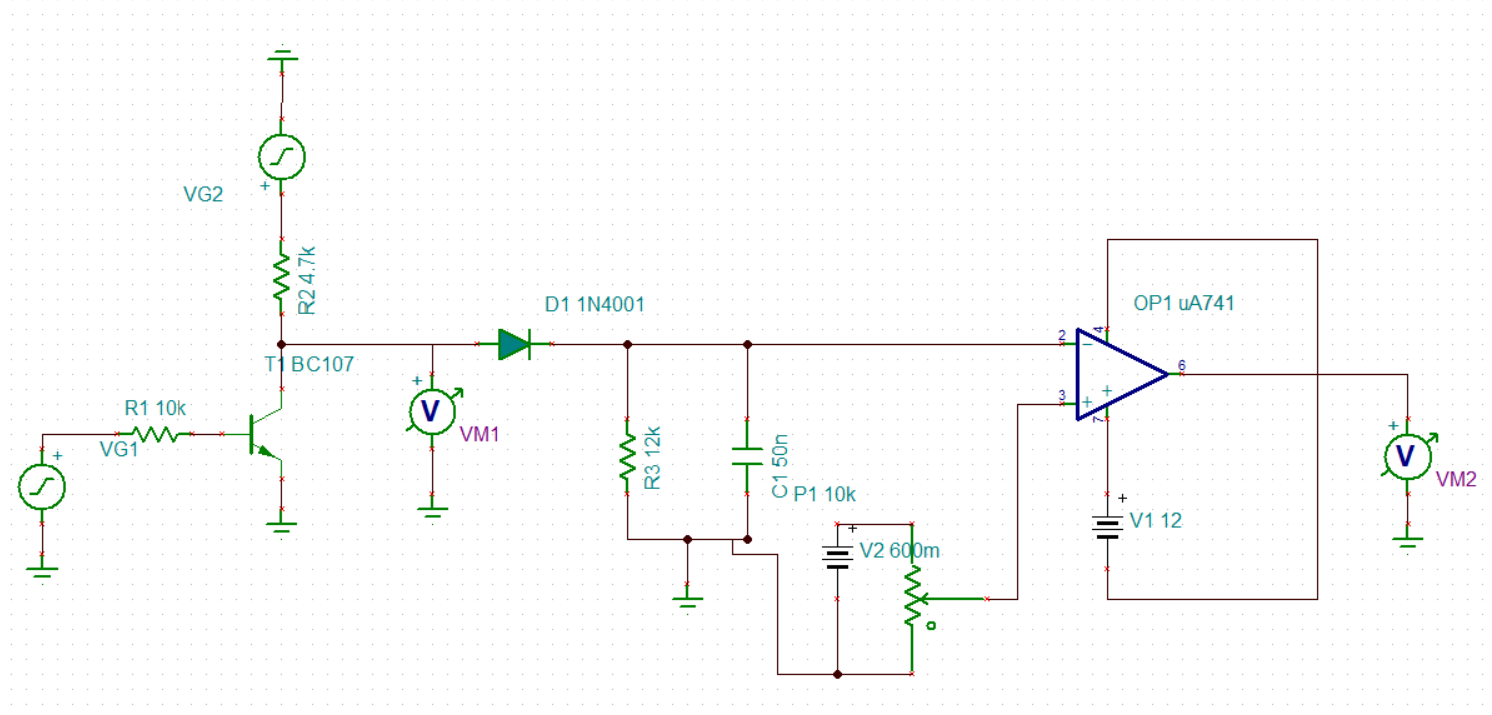 VG2
R2 4.7k
D1 1N4001
OP1 uA741
T1 BC107
2
4
6
R1 10k
+
V
VM1
VG1
3
7
R3 12k
C1 50n
P1 10k
V
VM2
V1 12
V2 600m